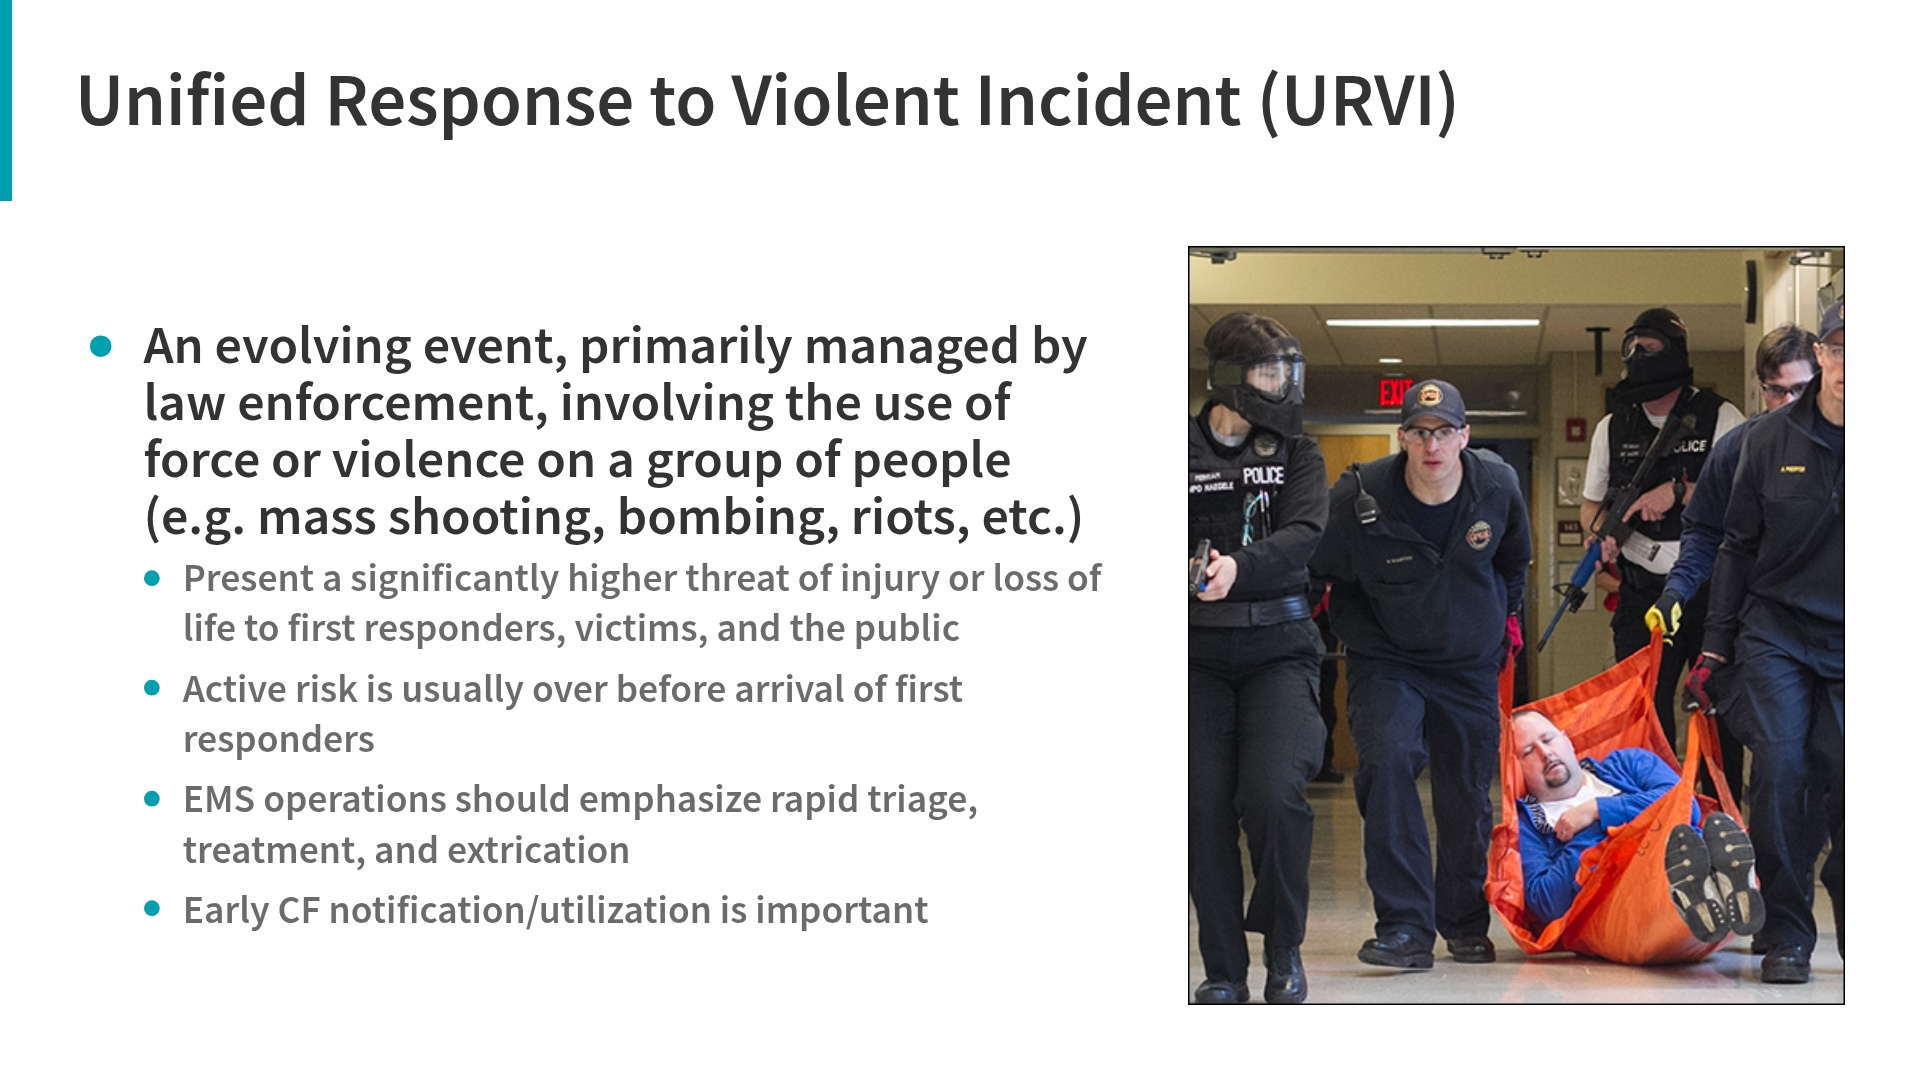 Unified Response to Violent Incident (URVI)
An evolving event, primarily managed by
law enforcement, involving the use of
force or violence on a group of people
(e.g. mass shooting, bombing, riots, etc.)
Present a significantly higher threat of injury or loss of
life to first responders, victims, and the public
Active risk is usually over before arrival of first
responders
EMS operations should emphasize rapid triage,
treatment, and extrication
Early CF notification/utilization is important
EXIT
POLICE
POLICE